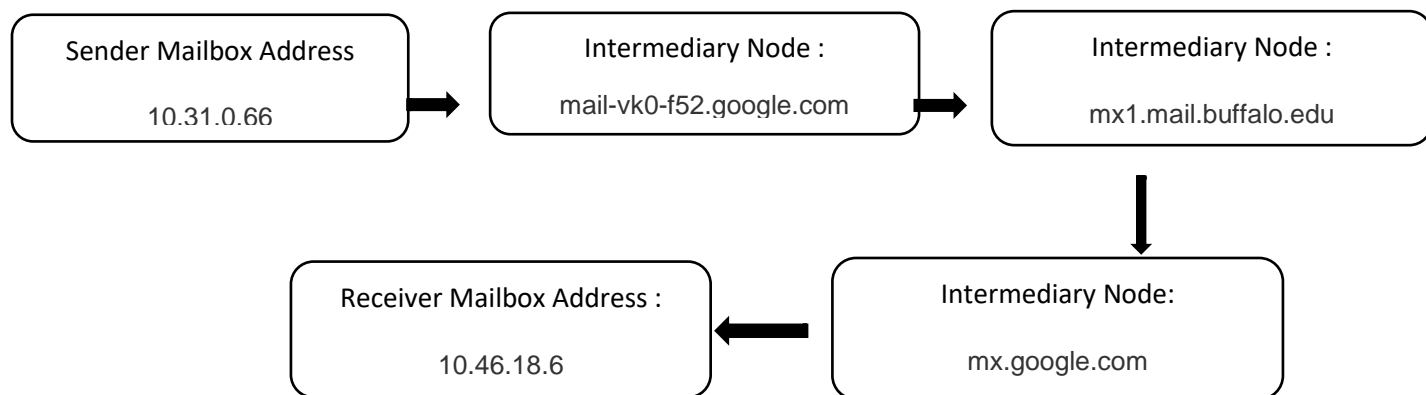 Sender Mailbox Address
10.31.0.66
Intermediary Node :
mail-vk0-f52.google.com
Intermediary Node :
mx1.mail.buffalo.edu
Intermediary Node:
mx.google.com
Receiver Mailbox Address :
10.46.18.6